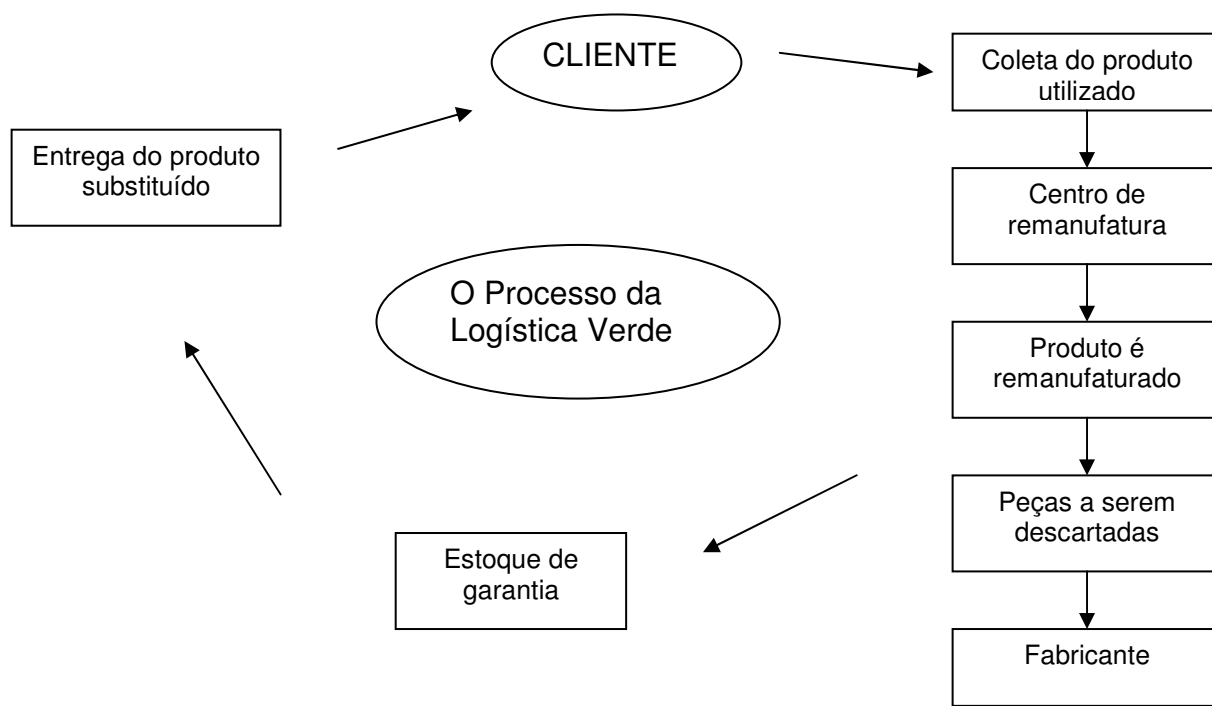 CLIENTE
Coleta do produto
utilizado
Entrega do produto
substituído
Centro de
remanufatura
O Processo da
Logística Verde
Produto é
remanufaturado
Peças a serem
descartadas
Estoque de
garantia
Fabricante